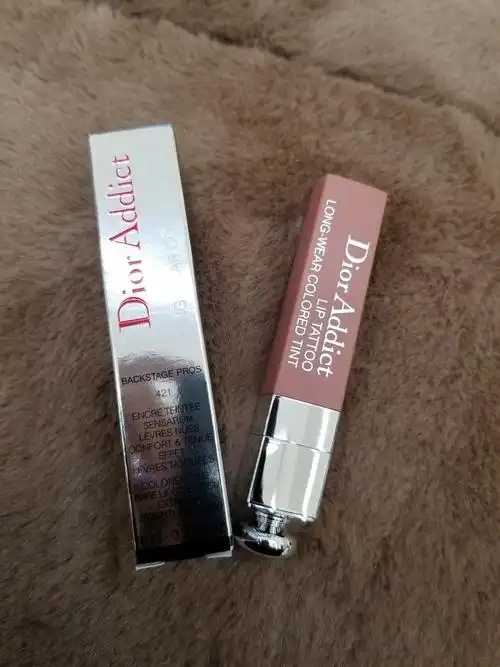 Dior Addict
BACKSTAGE PROS
421
ENCRE TEINTÉE
SENSATION
LÈVRES NUES
CONFORT & TENUE
EFFET
Dior Addict
LIP TATTOO
LONG-WEAR COLORED TINT